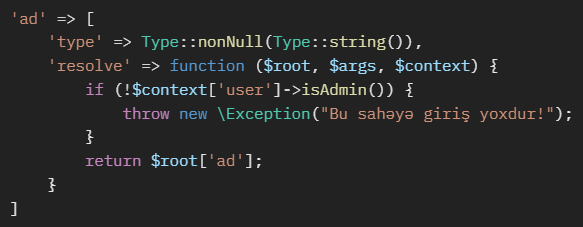 'ad' => [
    'type' => Type::nonNull(Type::string()),
    'resolve' => function ($root, $args, $context) {
        if (!$context['user']->isAdmin()) {
            throw new \Exception("Bu sahəyə giriş yoxdur!");
        }
        return $root['ad'];
    }
]